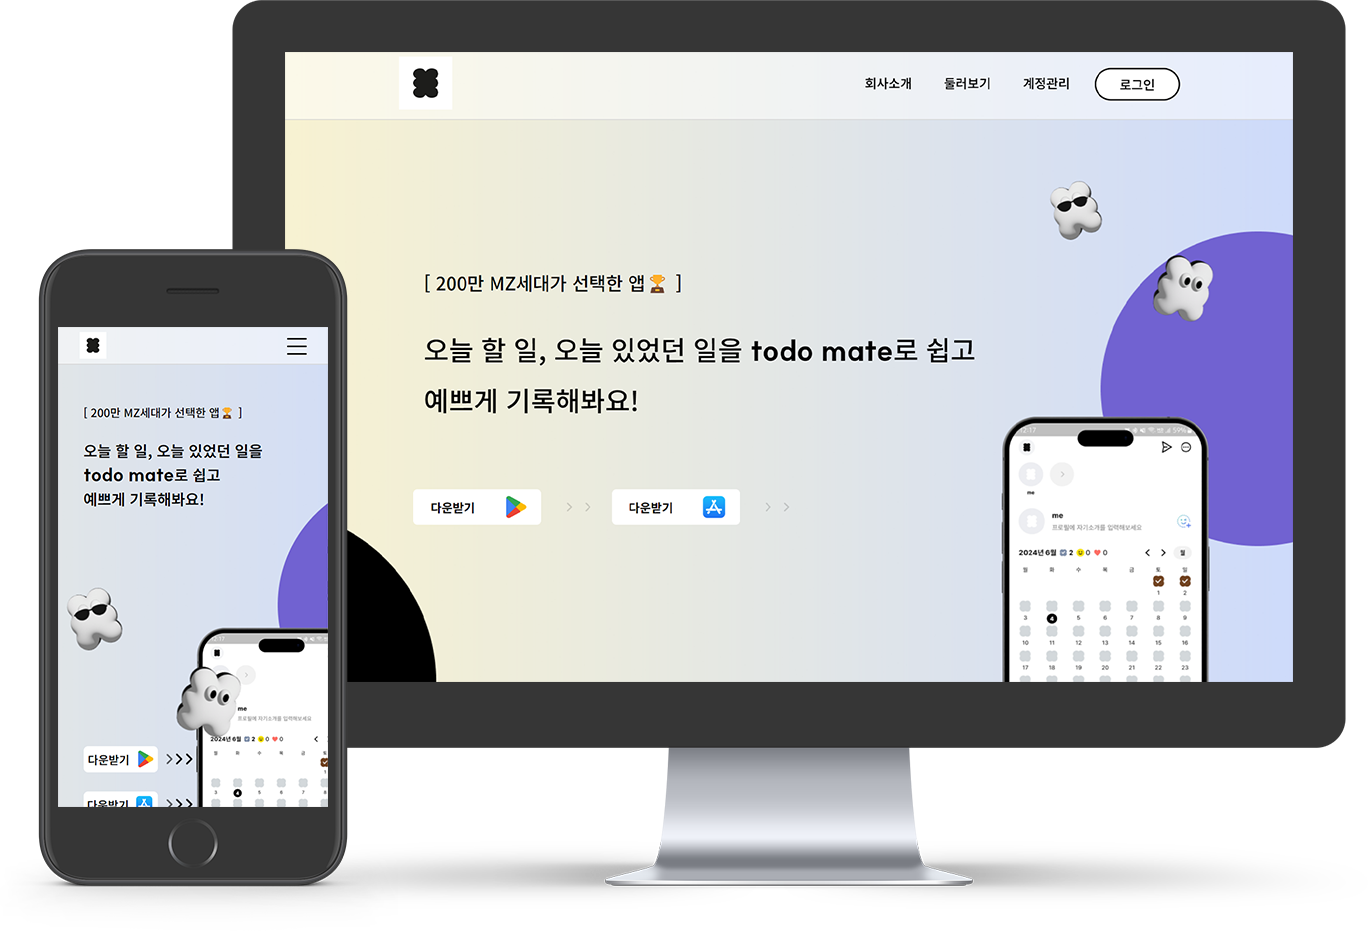 회사소개 둘러보기 계정관리 로그인
[ 200만 MZ세대가 선택한 앱🏆 ]
오늘 할 일, 오늘 있었던 일을 todo mate로 쉽고
예쁘게 기록해봐요!
다운받기 다운받기
2:17 59%
me
me
프로필에 자기소개를 입력해보세요
2024년 6월 2 0 0 월
월 화 수 목 금 토 일
1 2
3 4 5 6 7 8 9
10 11 12 13 14 15 16
17 18 19 20 21 22 23
[ 200만 MZ세대가 선택한 앱🏆 ]
오늘 할 일, 오늘 있었던 일을
todo mate로 쉽고
예쁘게 기록해봐요!
me
프로필에 자기소개를 입력해보세요
2024년 6월 2 0 0
월 화 수 목 금 토
1
3 4 5 6 7 8
다운받기
다운받기